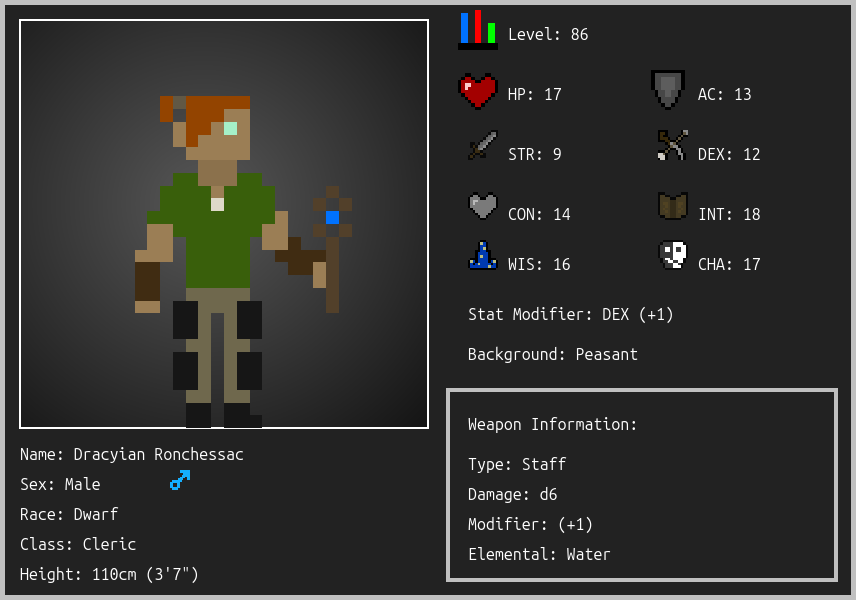 Level: 86
HP: 17
AC: 13
STR: 9
DEX: 12
CON: 14
INT: 18
WIS: 16
CHA: 17
Stat Modifier: DEX (+1)
Background: Peasant
Weapon Information:
Type: Staff
Damage: d6
Modifier: (+1)
Elemental: Water
Name: Dracyian Ronchessac
Sex: Male
Race: Dwarf
Class: Cleric
Height: 110cm (3'7")